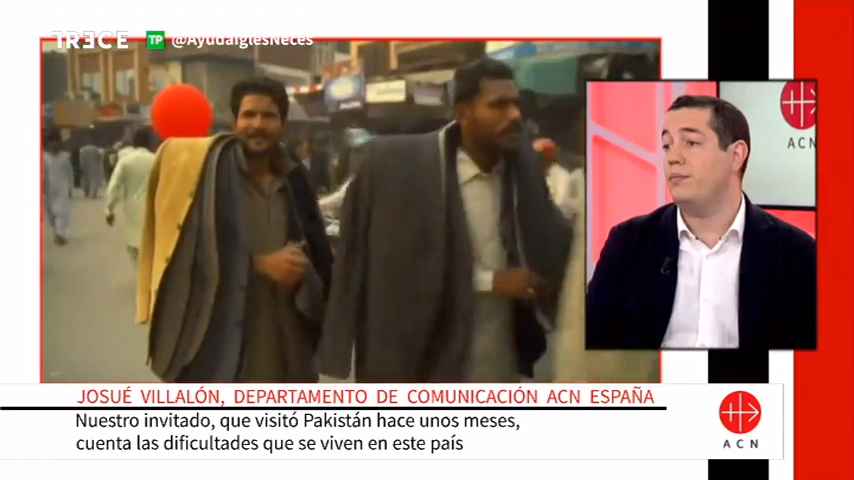 TRECE TP @AyudaIglesNeces
ACN
JOSUÉ VILLALÓN, DEPARTAMENTO DE COMUNICACIÓN ACN ESPAÑA
Nuestro invitado, que visitó Pakistán hace unos meses,
cuenta las dificultades que se viven en este país
ACN